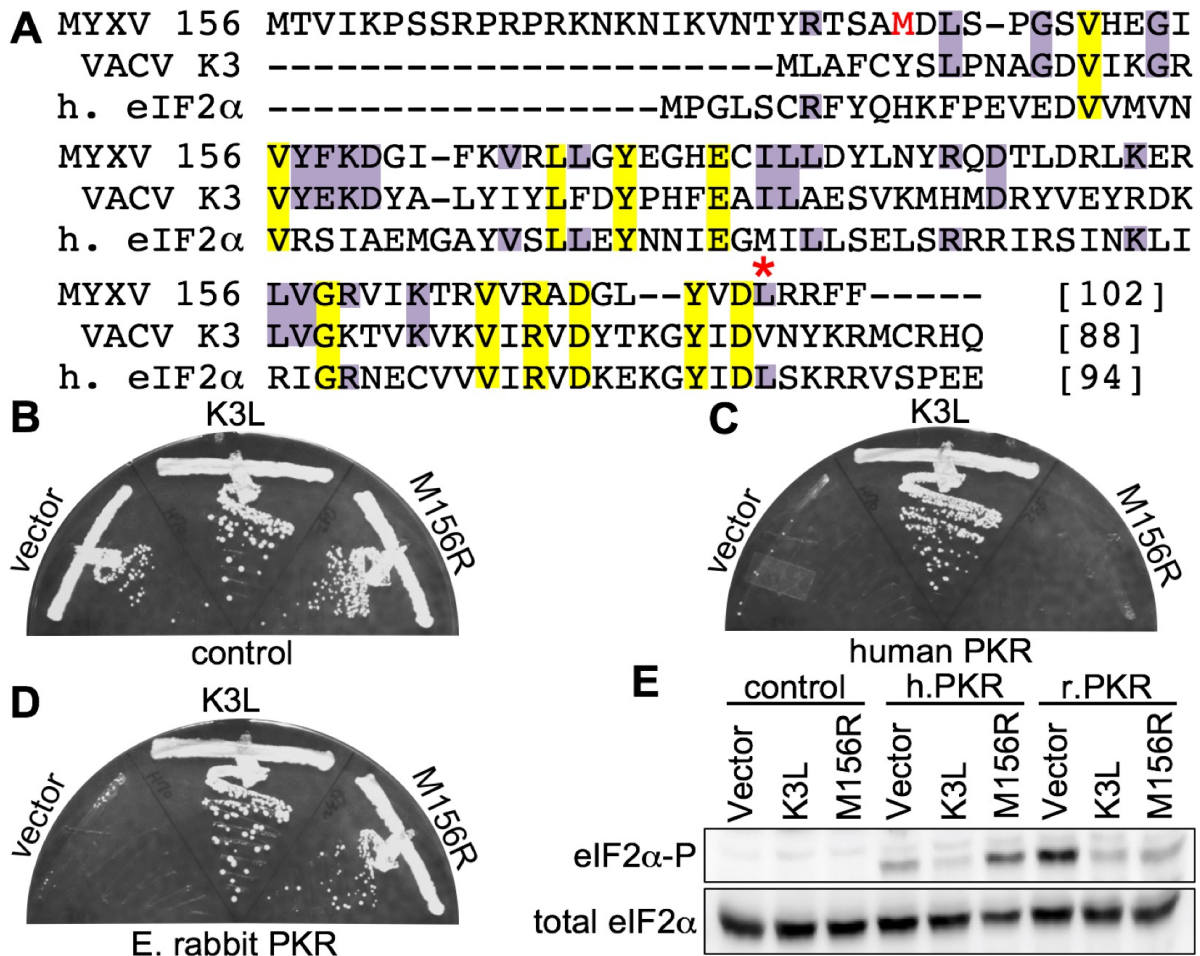 A
MYXV 156 MTVIKPSSRPRPRKNKNIKVNTYRTSAMDLS-PGSVHEGI
VACV K3 ---------------------MLAFCYSLPNAGDVIKGR
h. eIF2α ----------------MPGLSCRFYQHKFPEVEDVVMVN
MYXV 156 VYFKDGI-FKVRLLGYEGHECILLDYLNYRQDTLDRLKER
VACV K3 VYEKDYA-LYIYLFDYPHFEAILAESVKMHMDRYVEYRDK
h. eIF2α VRSIAEMGAYVSLLEYNNIEGMILLSELSRRRIRSINKLI
*
MYXV 156 LVGRVIKTRVVRADGL--YVDLRRFF----- [102]
VACV K3 LVGKTVKVKVIRVDYTKGYIDVNYKRMCRHQ [88]
h. eIF2α RIGRNECVVVIRVDKEKGYIDLSKRRVSPEE [94]
B
K3L
vector
M156R
control
C
K3L
vector
M156R
human PKR
D
K3L
vector
M156R
E. rabbit PKR
E
control h.PKR r.PKR
Vector K3L M156R Vector K3L M156R Vector K3L M156R
eIF2α-P
total eIF2α